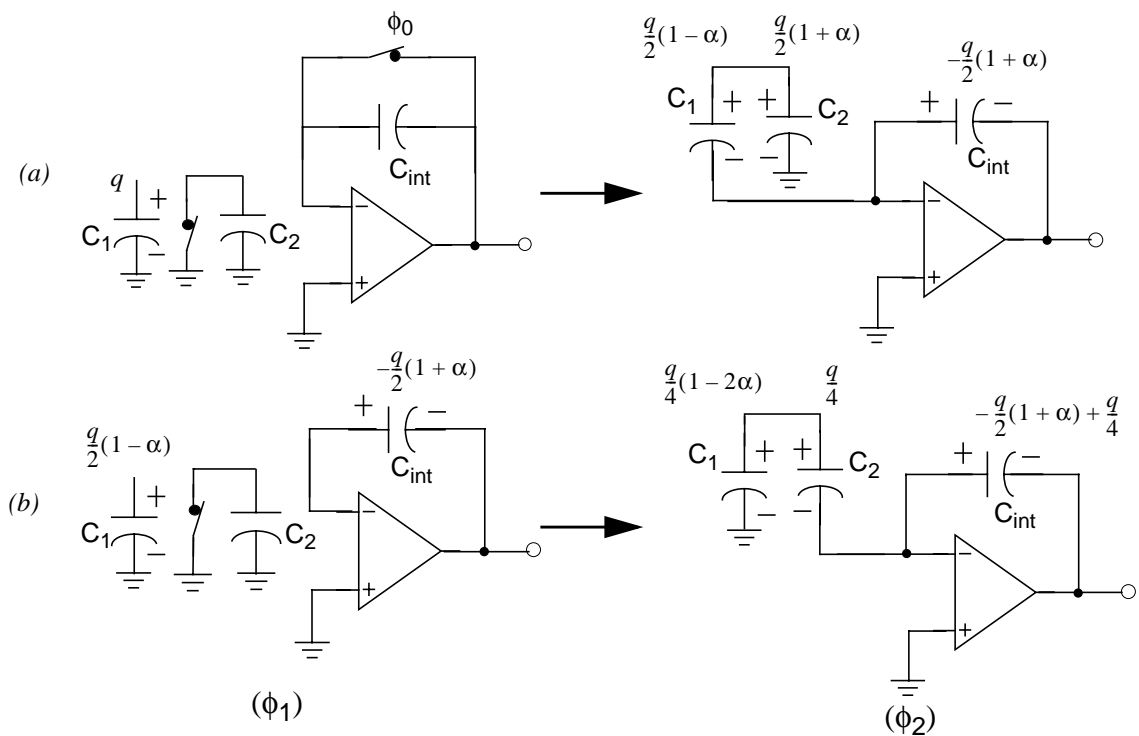 ϕ0
q/2(1 – α)
q/2(1 + α)
-q/2(1 + α)
C1
+
+
C2
+
–
Cint
–
–
(a)
q
+
C1
–
C2
Cint
–
+
–
+
-q/2(1 + α)
+
–
Cint
q/4(1 – 2α)
q/4
-q/2(1 + α) + q/4
q/2(1 – α)
(b)
+
C1
–
C2
–
+
C1
+
+
C2
–
–
+
–
Cint
–
+
(ϕ1)
(ϕ2)